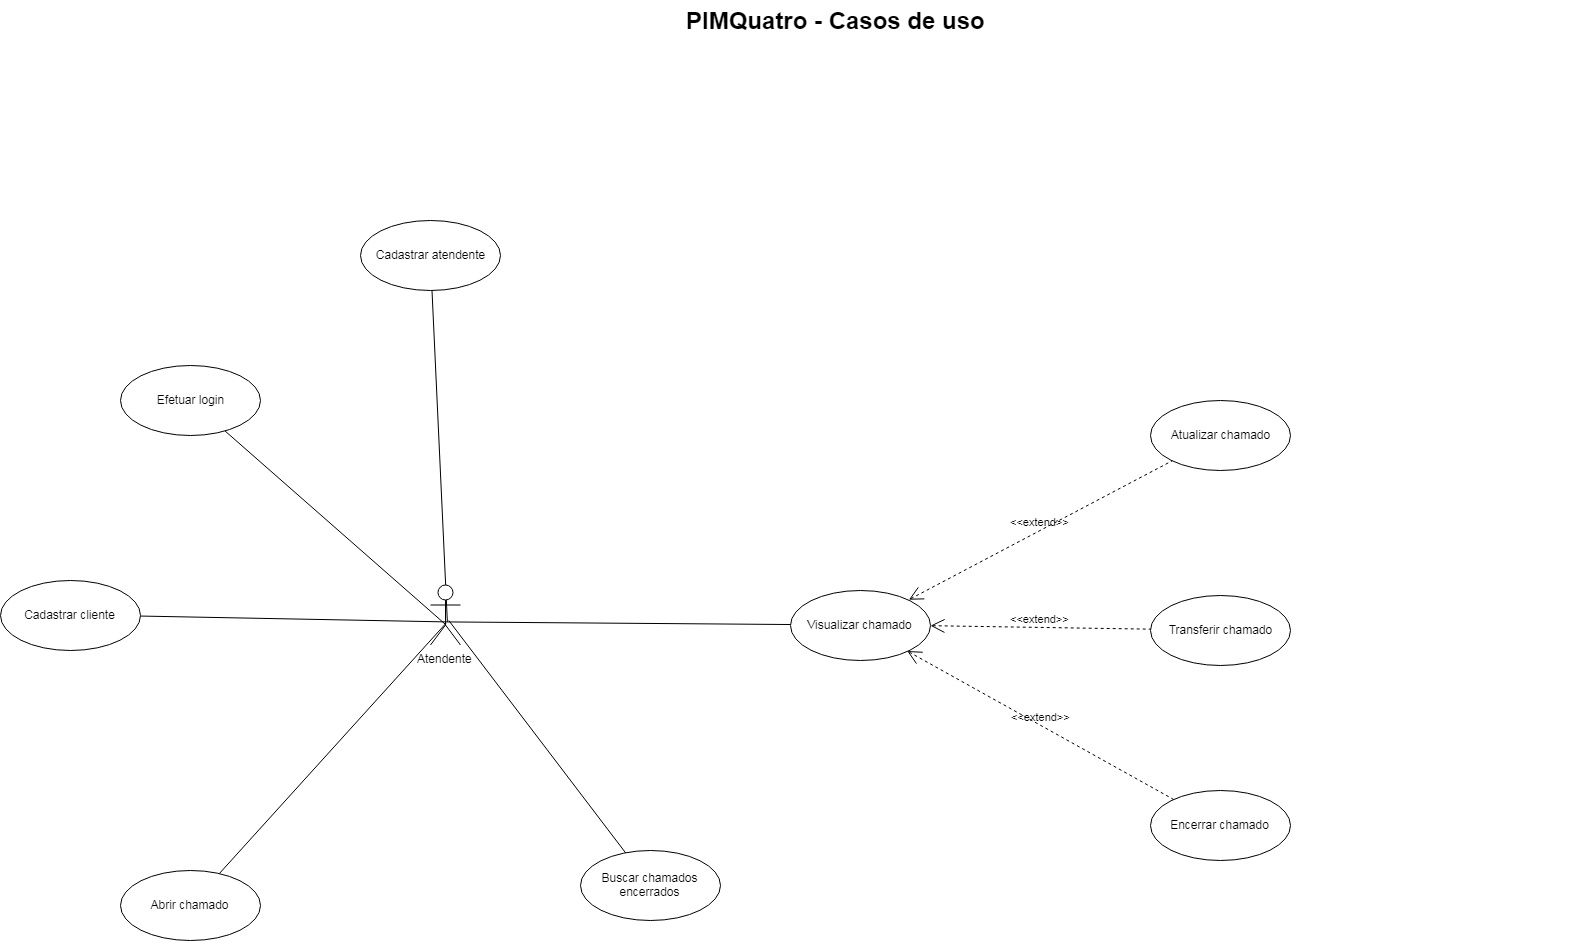 PIMQuatro - Casos de uso
Cadastrar atendente
Efetuar login
Atualizar chamado
<<extend>>
Cadastrar cliente
Visualizar chamado
<<extend>>
Transferir chamado
Atendente
<<extend>>
Encerrar chamado
Buscar chamados
encerrados
Abrir chamado